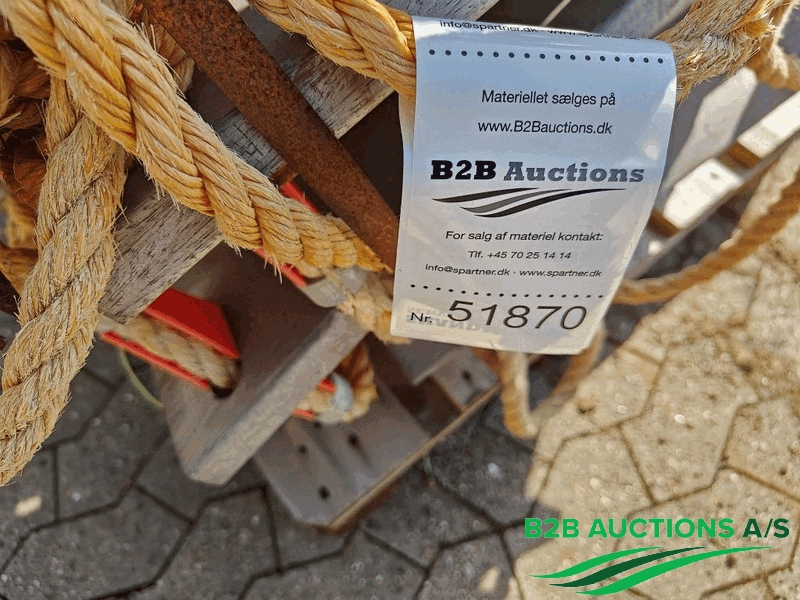 info@spartner.dk · www.spartner.dk
Materiellet sælges på
www.B2Bauctions.dk
B2B Auctions
For salg af materiel kontakt:
Tlf. +45 70 25 14 14
info@spartner.dk · www.spartner.dk
Nr. 51870
B2B AUCTIONS A/S